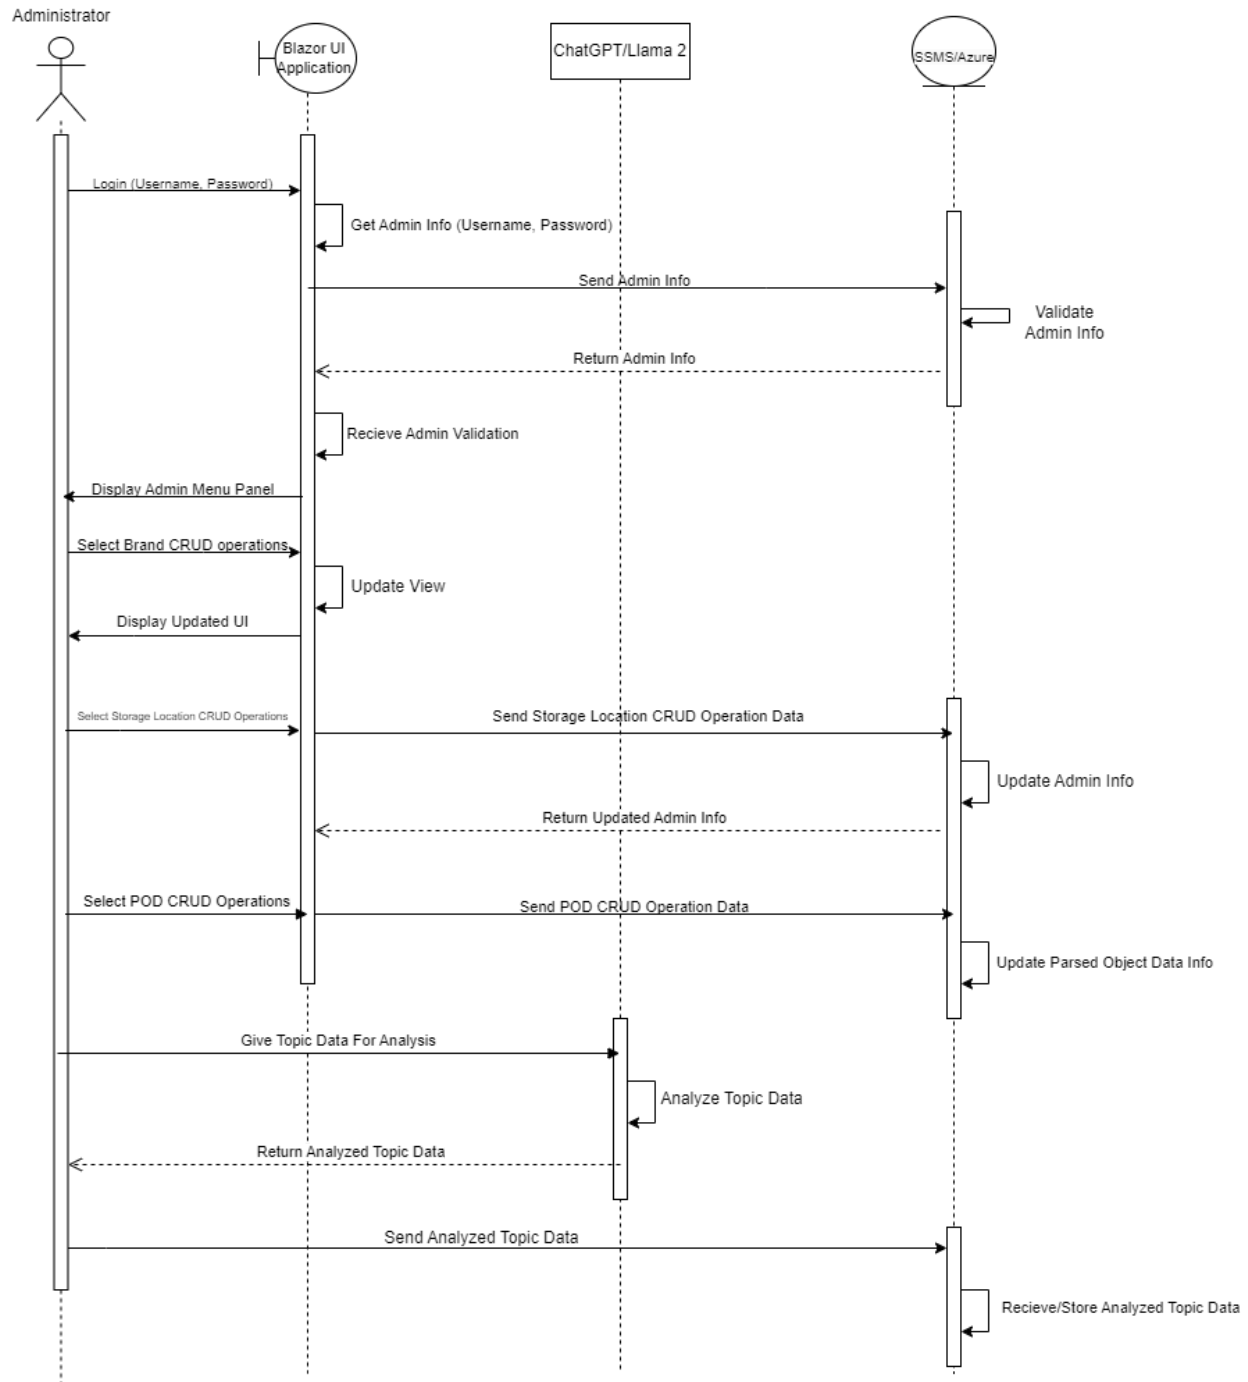 Administrator
Blazor UI
Application
ChatGPT/Llama 2
SSMS/Azure
Login (Username, Password)
Get Admin Info (Username, Password)
Send Admin Info
Validate
Admin Info
Return Admin Info
Recieve Admin Validation
Display Admin Menu Panel
Select Brand CRUD operations
Update View
Display Updated UI
Select Storage Location CRUD Operations
Send Storage Location CRUD Operation Data
Update Admin Info
Return Updated Admin Info
Select POD CRUD Operations
Send POD CRUD Operation Data
Update Parsed Object Data Info
Give Topic Data For Analysis
Analyze Topic Data
Return Analyzed Topic Data
Send Analyzed Topic Data
Recieve/Store Analyzed Topic Data